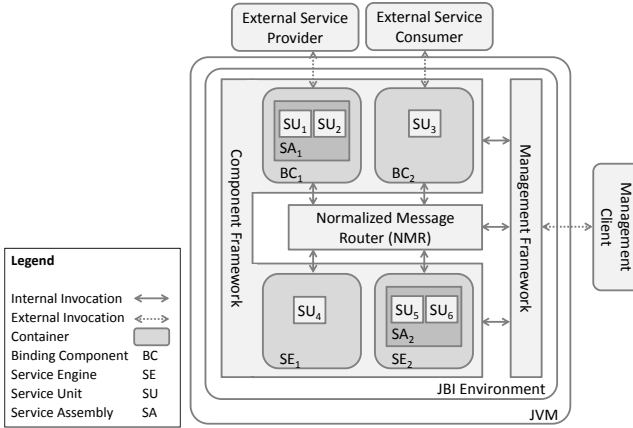 External Service
Provider
External Service
Consumer
SU1 SU2
SA1
BC1
SU3
BC2
Component Framework
Management Framework
Management
Client
Normalized Message
Router (NMR)
SU4
SE1
SU5 SU6
SA2
SE2
JBI Environment
JVM
Legend
Internal Invocation
External Invocation
Container
Binding Component BC
Service Engine SE
Service Unit SU
Service Assembly SA